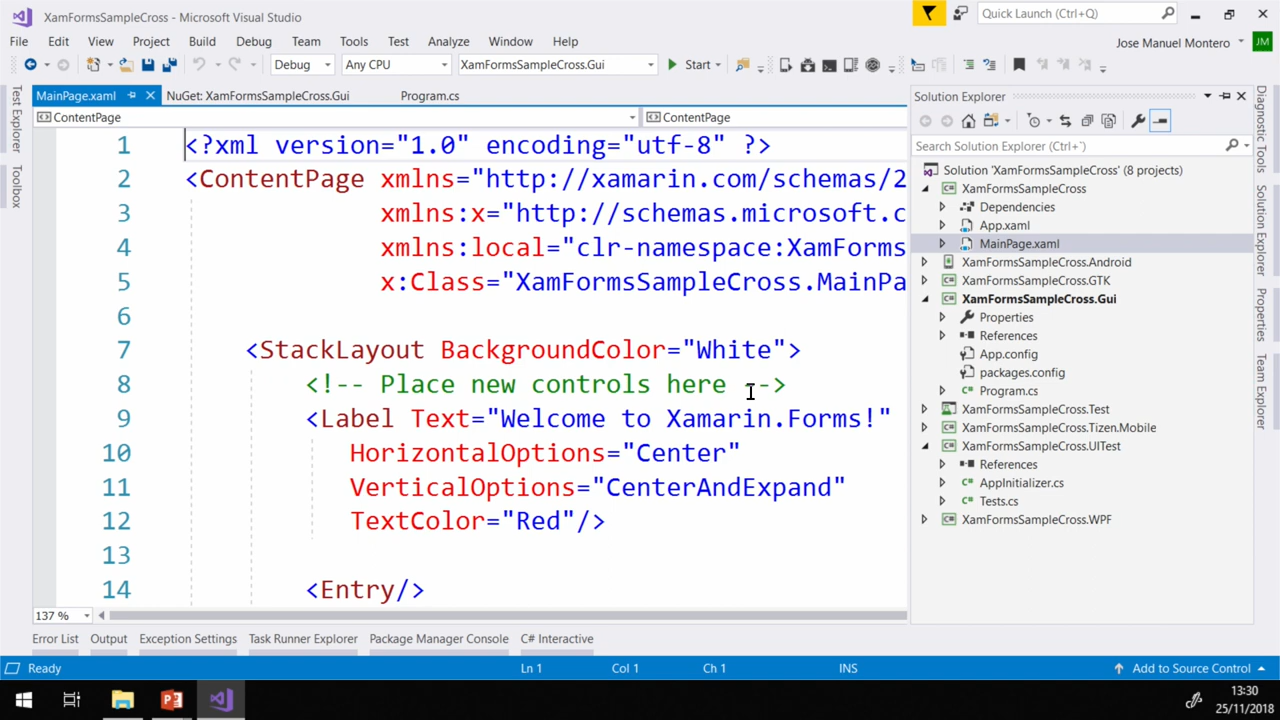 XamFormsSampleCross - Microsoft Visual Studio
Quick Launch (Ctrl+Q)
File Edit View Project Build Debug Team Tools Test Analyze Window Help
Jose Manuel Montero JM
Debug Any CPU XamFormsSampleCross.Gui Start
MainPage.xaml NuGet: XamFormsSampleCross.Gui Program.cs
ContentPage ContentPage
1 <?xml version="1.0" encoding="utf-8" ?>
2 <ContentPage xmlns="http://xamarin.com/schemas/2
3 xmlns:x="http://schemas.microsoft.c
4 xmlns:local="clr-namespace:XamForms
5 x:Class="XamFormsSampleCross.MainPa
6
7 <StackLayout BackgroundColor="White">
8 <!-- Place new controls here -->
9 <Label Text="Welcome to Xamarin.Forms!"
10 HorizontalOptions="Center"
11 VerticalOptions="CenterAndExpand"
12 TextColor="Red"/>
13
14 <Entry/>
137 %
Test Explorer
Toolbox
Solution Explorer
Search Solution Explorer (Ctrl+´)
Solution 'XamFormsSampleCross' (8 projects)
XamFormsSampleCross
Dependencies
App.xaml
MainPage.xaml
XamFormsSampleCross.Android
XamFormsSampleCross.GTK
XamFormsSampleCross.Gui
Properties
References
App.config
packages.config
Program.cs
XamFormsSampleCross.Test
XamFormsSampleCross.Tizen.Mobile
XamFormsSampleCross.UITest
References
AppInitializer.cs
Tests.cs
XamFormsSampleCross.WPF
Diagnostic Tools
Solution Explorer
Properties
Team Explorer
Error List Output Exception Settings Task Runner Explorer Package Manager Console C# Interactive
Ready Ln 1 Col 1 Ch 1 INS Add to Source Control
13:30
25/11/2018